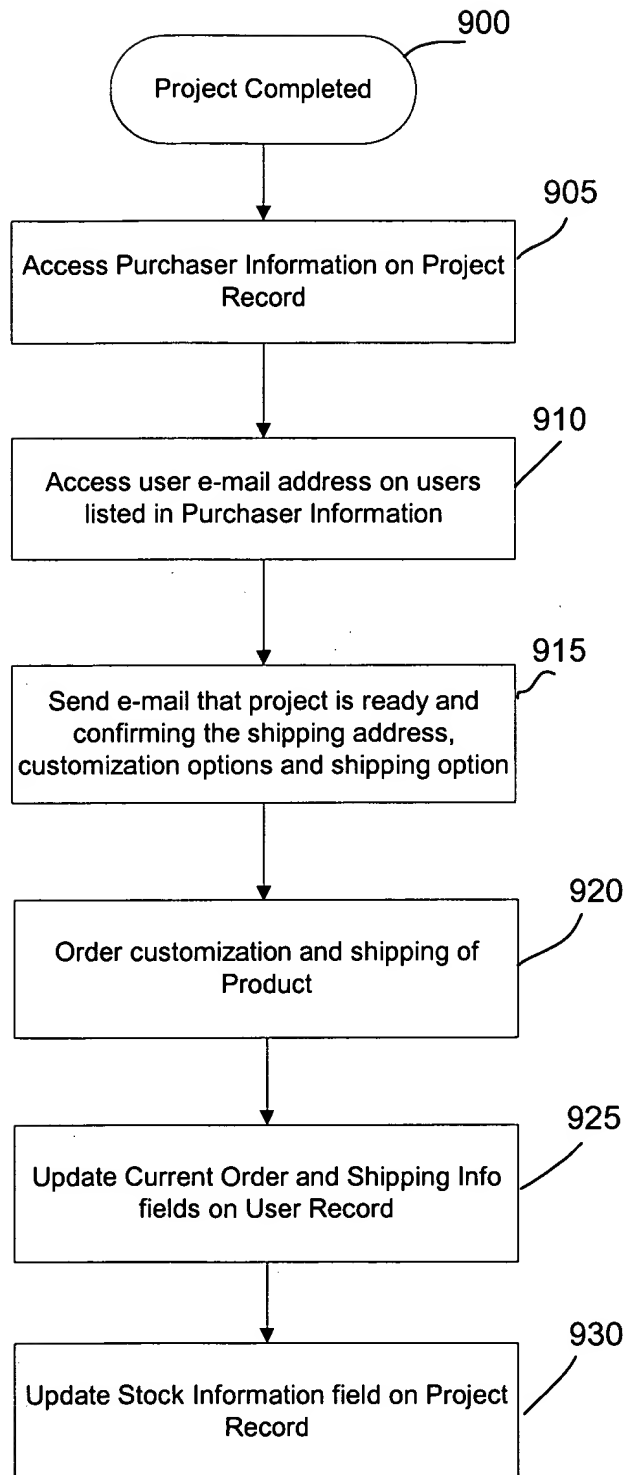 900
Project Completed
905
Access Purchaser Information on Project
Record
910
Access user e-mail address on users
listed in Purchaser Information
915
Send e-mail that project is ready and
confirming the shipping address,
customization options and shipping option
920
Order customization and shipping of
Product
925
Update Current Order and Shipping Info
fields on User Record
930
Update Stock Information field on Project
Record